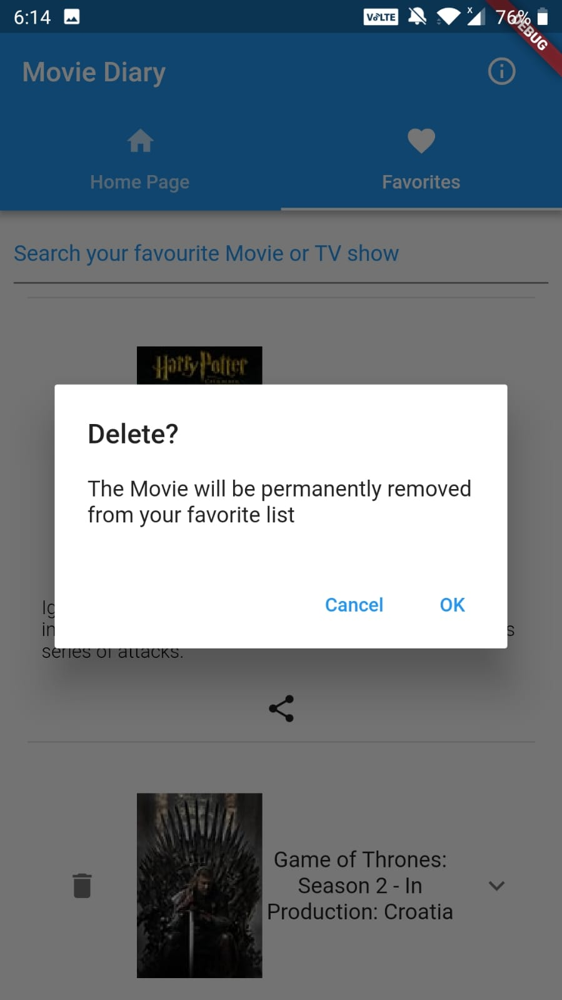 6:14
VoLTE
x
76%
DEBUG
Movie Diary
Home Page
Favorites
Search your favourite Movie or TV show
Harry Potter
Delete?
The Movie will be permanently removed
from your favorite list
Cancel
OK
Ig
in
s
series of attacks.
Game of Thrones:
Season 2 - In
Production: Croatia